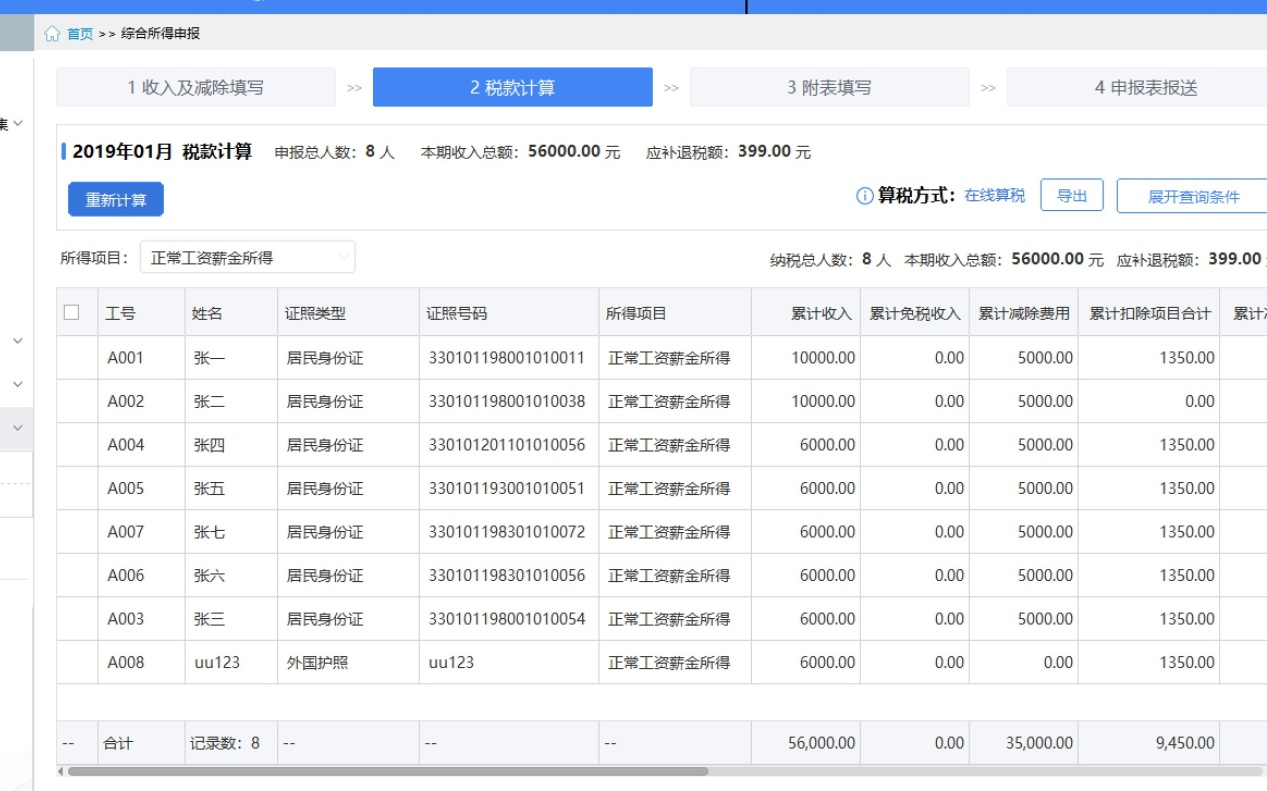 首页 >> 综合所得申报
1 收入及减除填写 >> 2 税款计算 >> 3 附表填写 >> 4 申报表报送
集
2019年01月 税款计算 申报总人数：8 人 本期收入总额：56000.00 元 应补退税额：399.00 元
重新计算 算税方式：在线算税 导出 展开查询条件
所得项目：正常工资薪金所得 纳税总人数：8 人 本期收入总额：56000.00 元 应补退税额：399.00
工号 姓名 证照类型 证照号码 所得项目 累计收入 累计免税收入 累计减除费用 累计扣除项目合计 累计
A001 张一 居民身份证 330101198001010011 正常工资薪金所得 10000.00 0.00 5000.00 1350.00
A002 张二 居民身份证 330101198001010038 正常工资薪金所得 10000.00 0.00 5000.00 0.00
A004 张四 居民身份证 330101201101010056 正常工资薪金所得 6000.00 0.00 5000.00 1350.00
A005 张五 居民身份证 330101193001010051 正常工资薪金所得 6000.00 0.00 5000.00 1350.00
A007 张七 居民身份证 330101198301010072 正常工资薪金所得 6000.00 0.00 5000.00 1350.00
A006 张六 居民身份证 330101198301010056 正常工资薪金所得 6000.00 0.00 5000.00 1350.00
A003 张三 居民身份证 330101198001010054 正常工资薪金所得 6000.00 0.00 5000.00 1350.00
A008 uu123 外国护照 uu123 正常工资薪金所得 6000.00 0.00 0.00 1350.00
-- 合计 记录数：8 -- -- -- 56,000.00 0.00 35,000.00 9,450.00